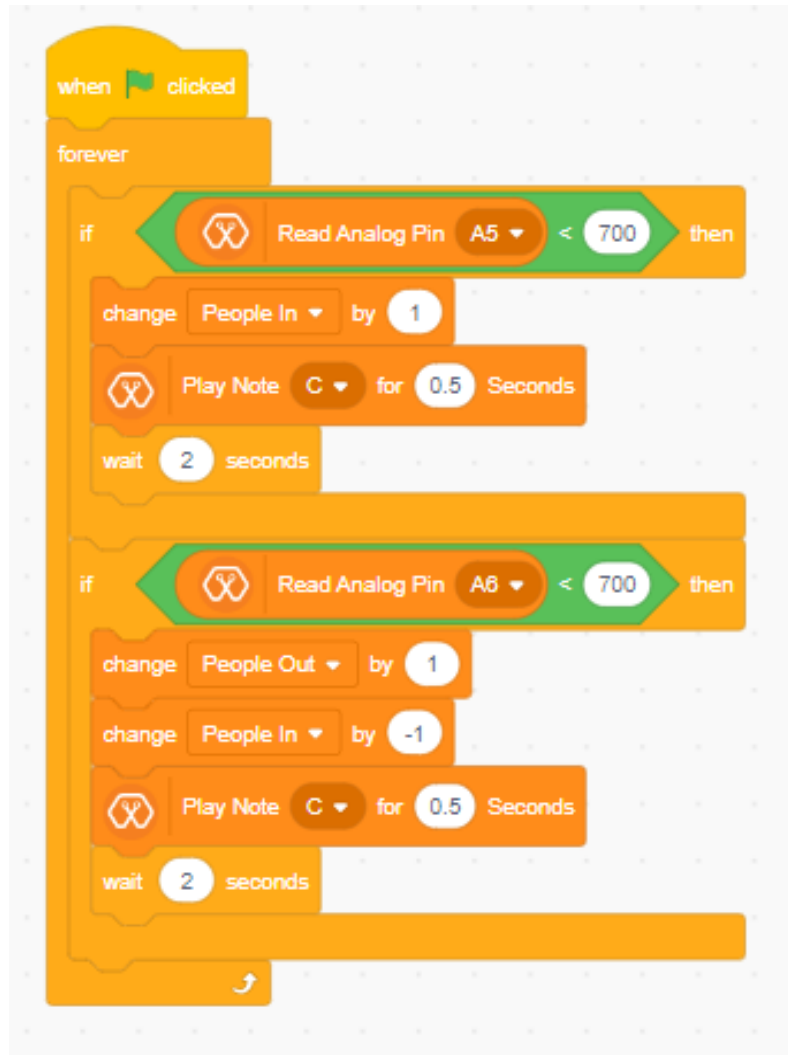 when clicked
forever
if Read Analog Pin A5 < 700 then
change People In by 1
Play Note C for 0.5 Seconds
wait 2 seconds
if Read Analog Pin A6 < 700 then
change People Out by 1
change People In by -1
Play Note C for 0.5 Seconds
wait 2 seconds